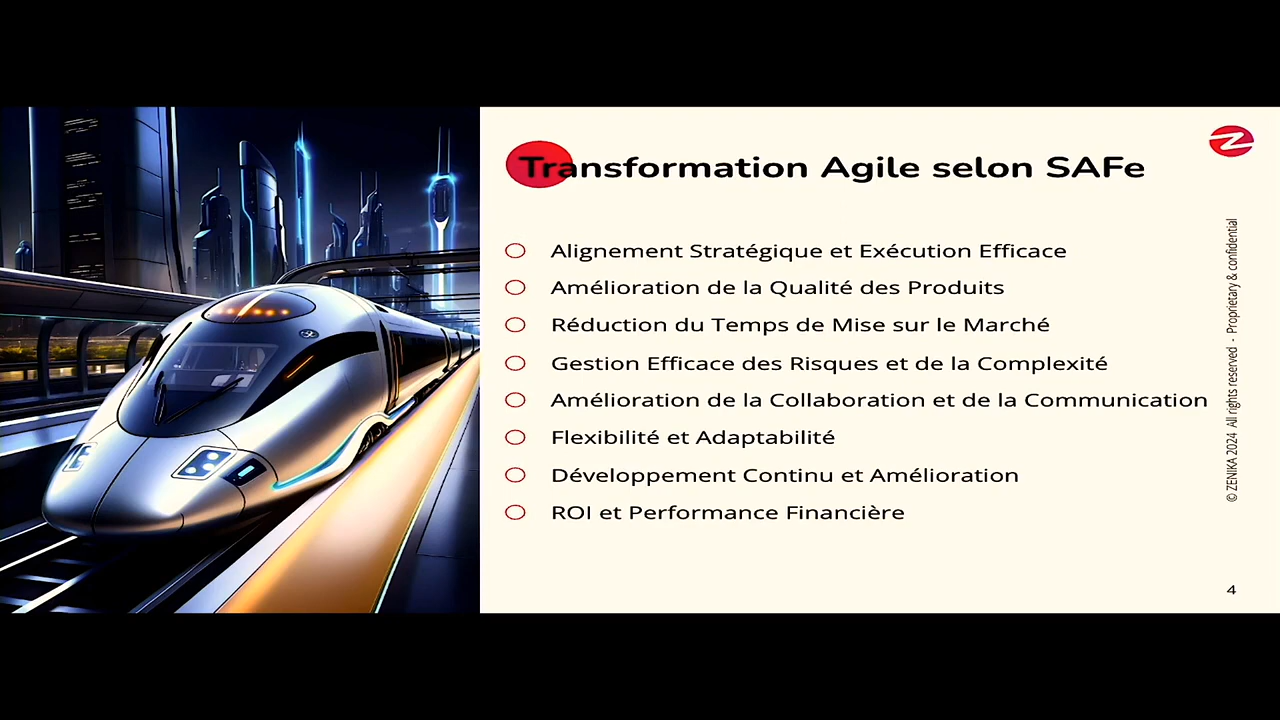 Transformation Agile selon SAFe
Alignement Stratégique et Exécution Efficace
Amélioration de la Qualité des Produits
Réduction du Temps de Mise sur le Marché
Gestion Efficace des Risques et de la Complexité
Amélioration de la Collaboration et de la Communication
Flexibilité et Adaptabilité
Développement Continu et Amélioration
ROI et Performance Financière
© ZENIKA 2024 All rights reserved - Proprietary & confidential
4